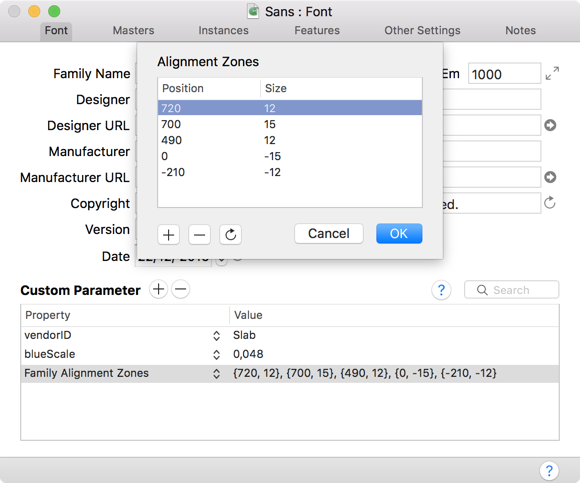 Sans : Font
Font Masters Instances Features Other Settings Notes
Alignment Zones
Position Size
720 12
700 15
490 12
0 -15
-210 -12
Cancel OK
Family Name Em 1000
Designer
Designer URL
Manufacturer
Manufacturer URL
Copyright ed.
Version
Date
Custom Parameter + − ? Search
Property Value
vendorID Slab
blueScale 0,048
Family Alignment Zones {720, 12}, {700, 15}, {490, 12}, {0, -15}, {-210, -12}
?